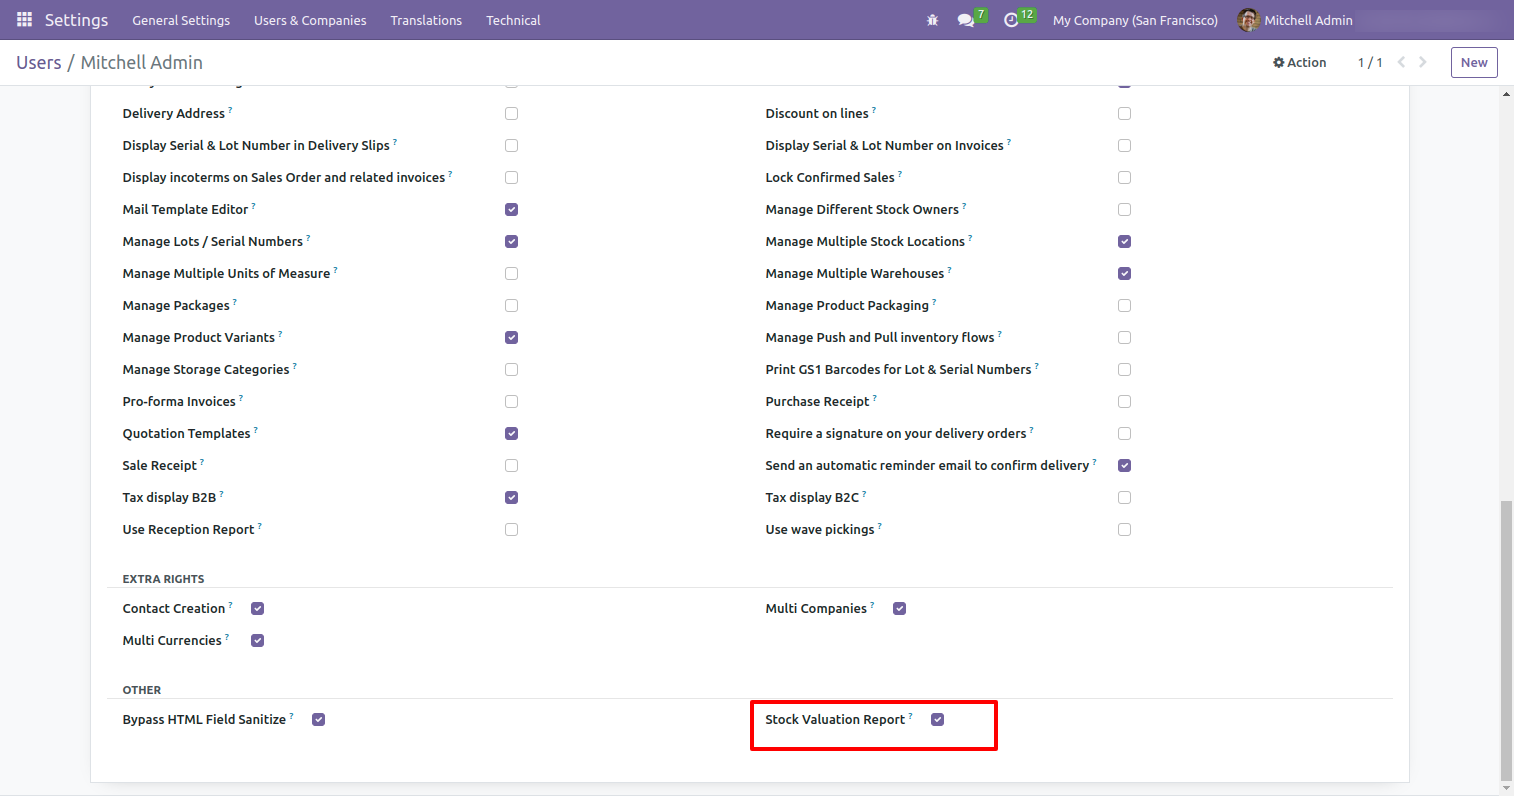 Settings General Settings Users & Companies Translations Technical 7 12 My Company (San Francisco) Mitchell Admin
Users / Mitchell Admin Action 1 / 1 New
Delivery Address ? Discount on lines ?
Display Serial & Lot Number in Delivery Slips ? Display Serial & Lot Number on Invoices ?
Display incoterms on Sales Order and related invoices ? Lock Confirmed Sales ?
Mail Template Editor ? Manage Different Stock Owners ?
Manage Lots / Serial Numbers ? Manage Multiple Stock Locations ?
Manage Multiple Units of Measure ? Manage Multiple Warehouses ?
Manage Packages ? Manage Product Packaging ?
Manage Product Variants ? Manage Push and Pull inventory flows ?
Manage Storage Categories ? Print GS1 Barcodes for Lot & Serial Numbers ?
Pro-forma Invoices ? Purchase Receipt ?
Quotation Templates ? Require a signature on your delivery orders ?
Sale Receipt ? Send an automatic reminder email to confirm delivery ?
Tax display B2B ? Tax display B2C ?
Use Reception Report ? Use wave pickings ?
EXTRA RIGHTS
Contact Creation ? Multi Companies ?
Multi Currencies ?
OTHER
Bypass HTML Field Sanitize ? Stock Valuation Report ?